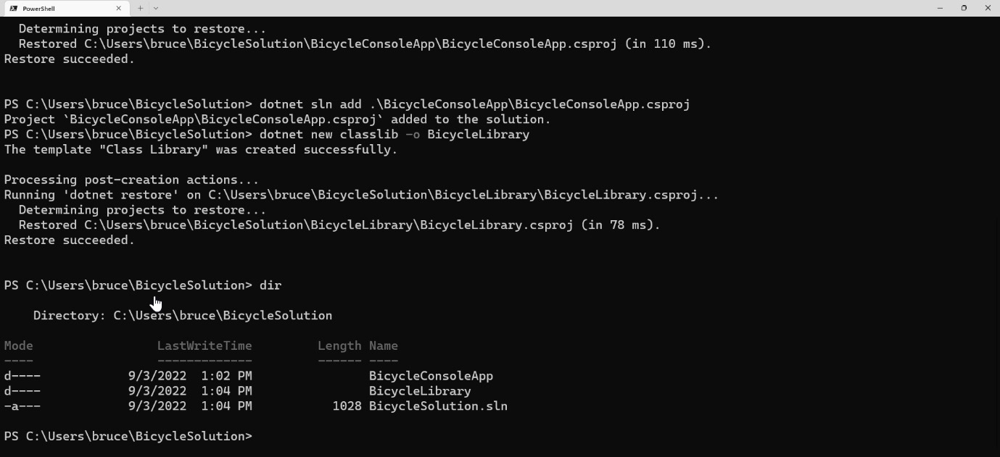 PowerShell
Determining projects to restore...
Restored C:\Users\bruce\BicycleSolution\BicycleConsoleApp\BicycleConsoleApp.csproj (in 110 ms).
Restore succeeded.
PS C:\Users\bruce\BicycleSolution> dotnet sln add .\BicycleConsoleApp\BicycleConsoleApp.csproj
Project `BicycleConsoleApp\BicycleConsoleApp.csproj` added to the solution.
PS C:\Users\bruce\BicycleSolution> dotnet new classlib -o BicycleLibrary
The template "Class Library" was created successfully.
Processing post-creation actions...
Running 'dotnet restore' on C:\Users\bruce\BicycleSolution\BicycleLibrary\BicycleLibrary.csproj...
Determining projects to restore...
Restored C:\Users\bruce\BicycleSolution\BicycleLibrary\BicycleLibrary.csproj (in 78 ms).
Restore succeeded.
PS C:\Users\bruce\BicycleSolution> dir
Directory: C:\Users\bruce\BicycleSolution
Mode LastWriteTime Length Name
---- ------------- ------ ----
d---- 9/3/2022 1:02 PM BicycleConsoleApp
d---- 9/3/2022 1:04 PM BicycleLibrary
-a--- 9/3/2022 1:04 PM 1028 BicycleSolution.sln
PS C:\Users\bruce\BicycleSolution>